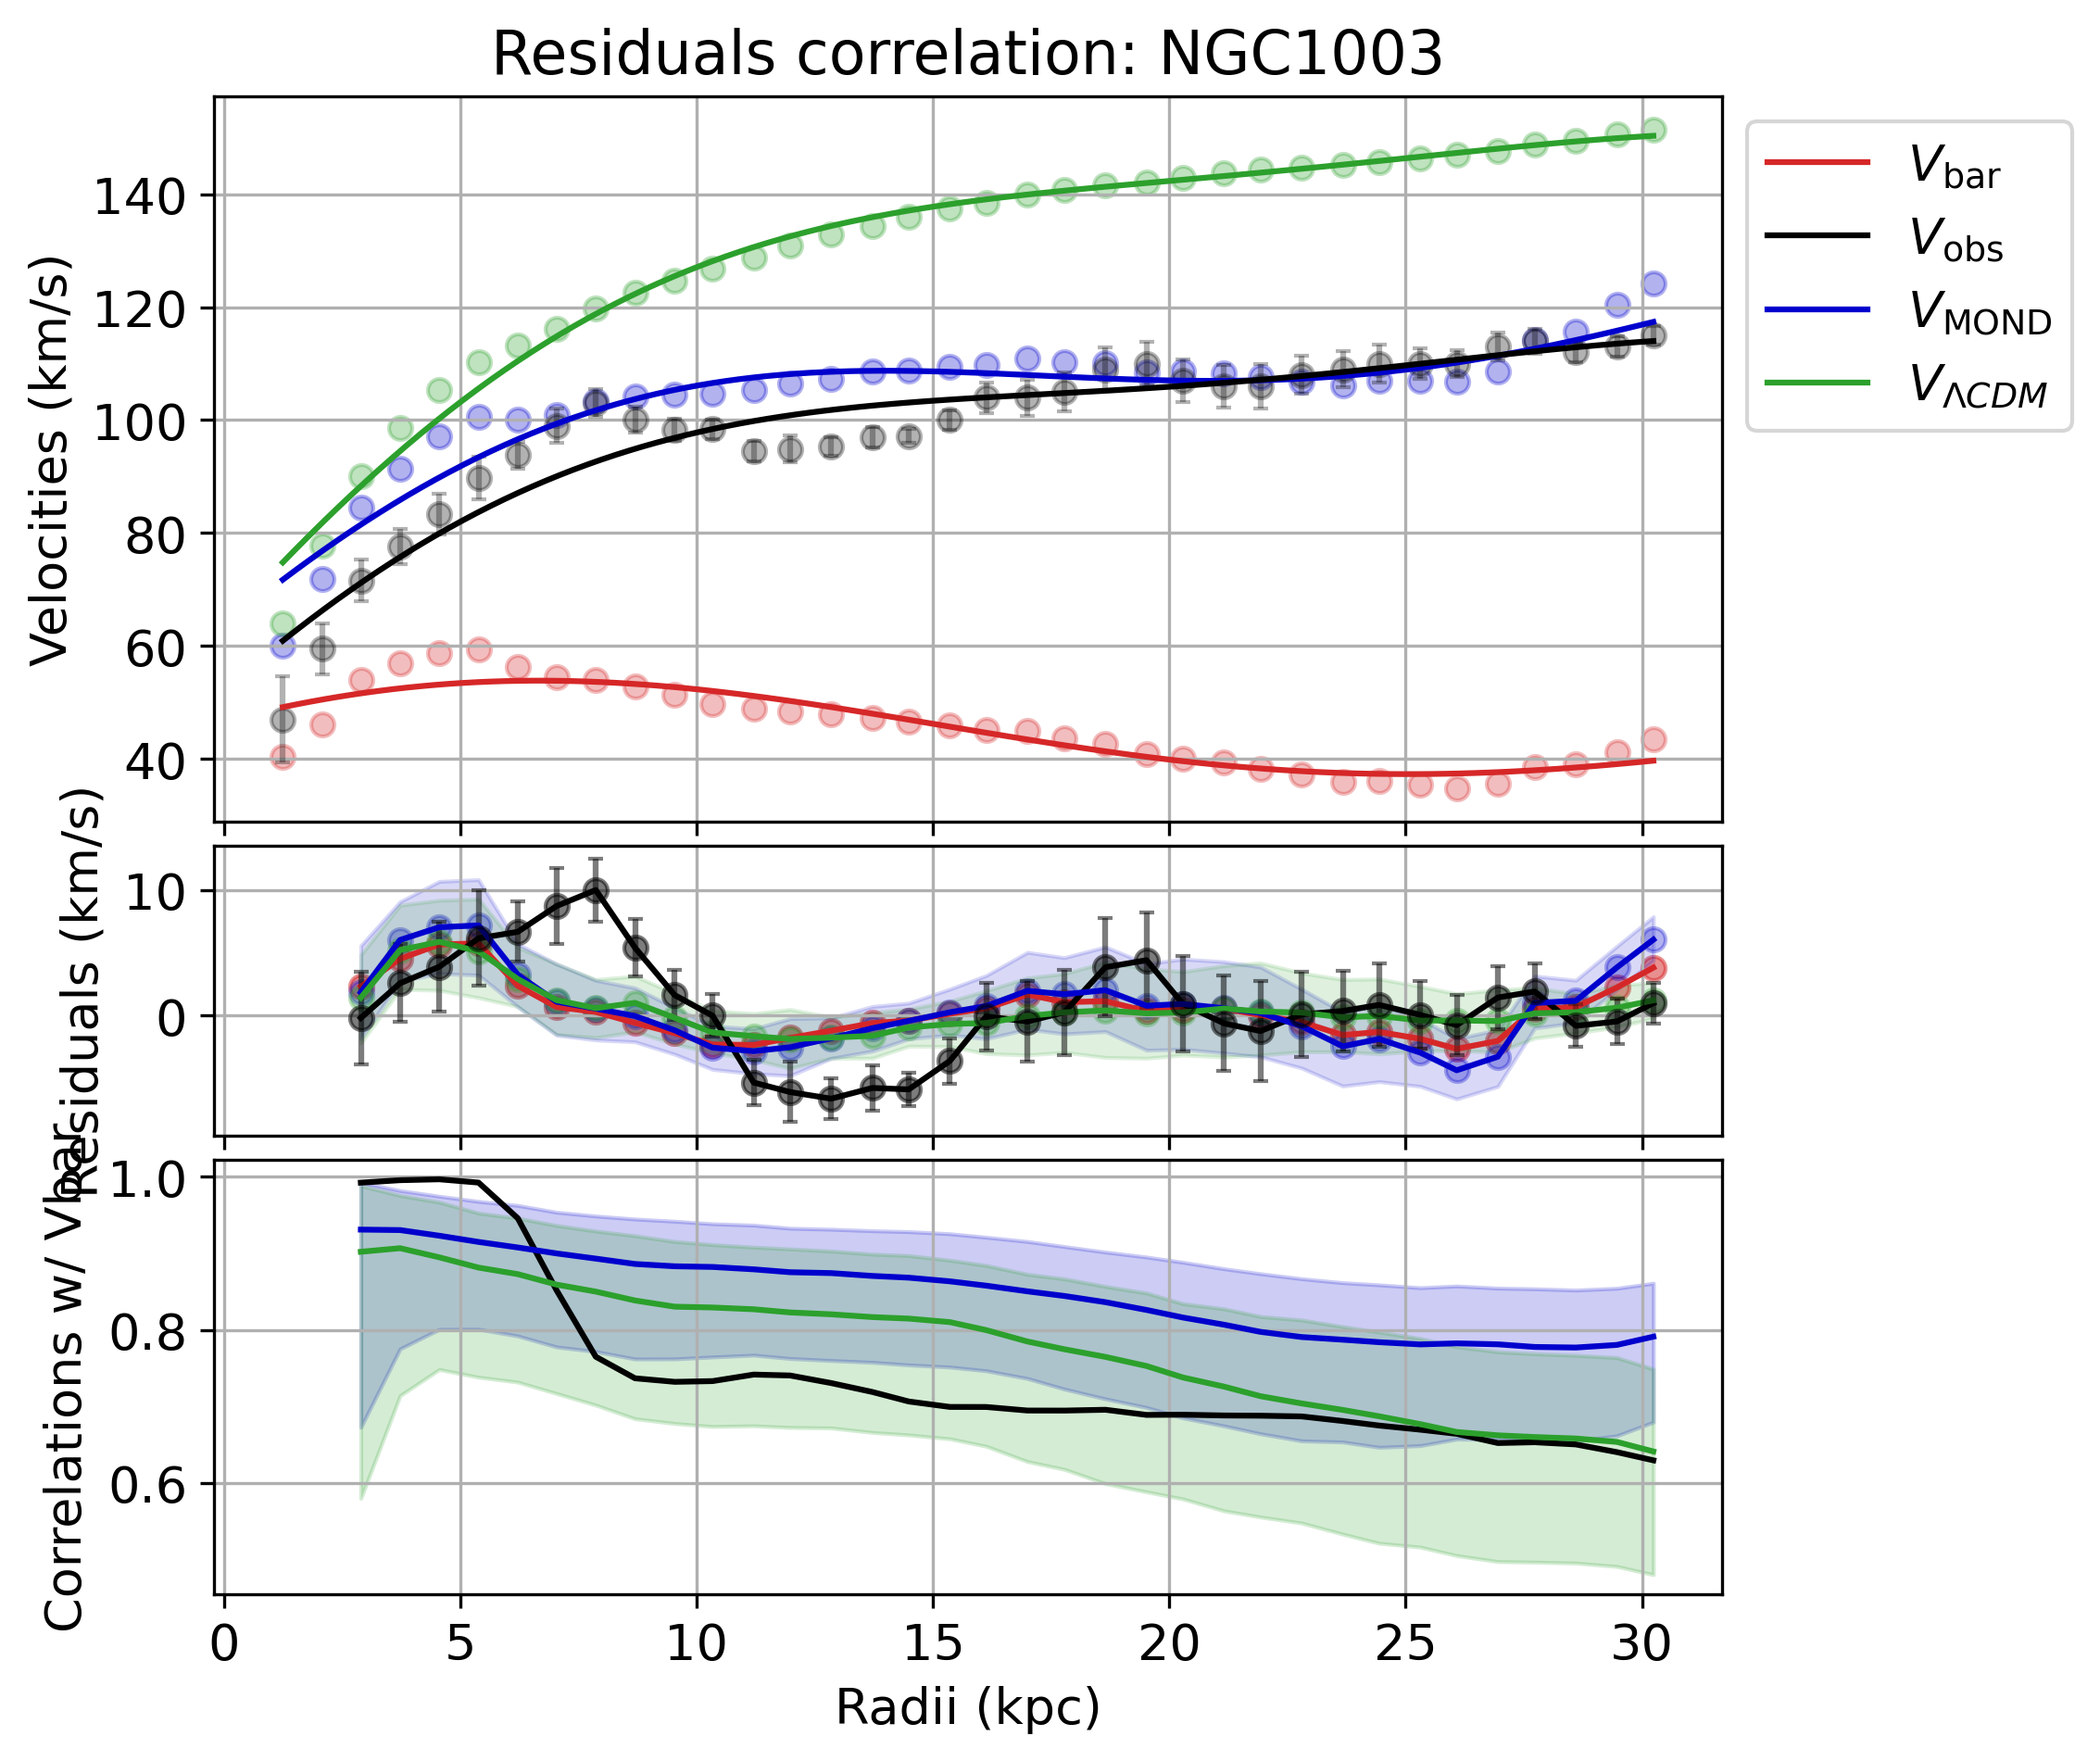 Residuals correlation: NGC1003
Velocities (km/s)
140
120
100
80
60
40
V_bar
V_obs
V_MOND
V_ΛCDM
Residuals (km/s)
10
0
Correlations w/ Vbar
1.0
0.8
0.6
0 5 10 15 20 25 30
Radii (kpc)